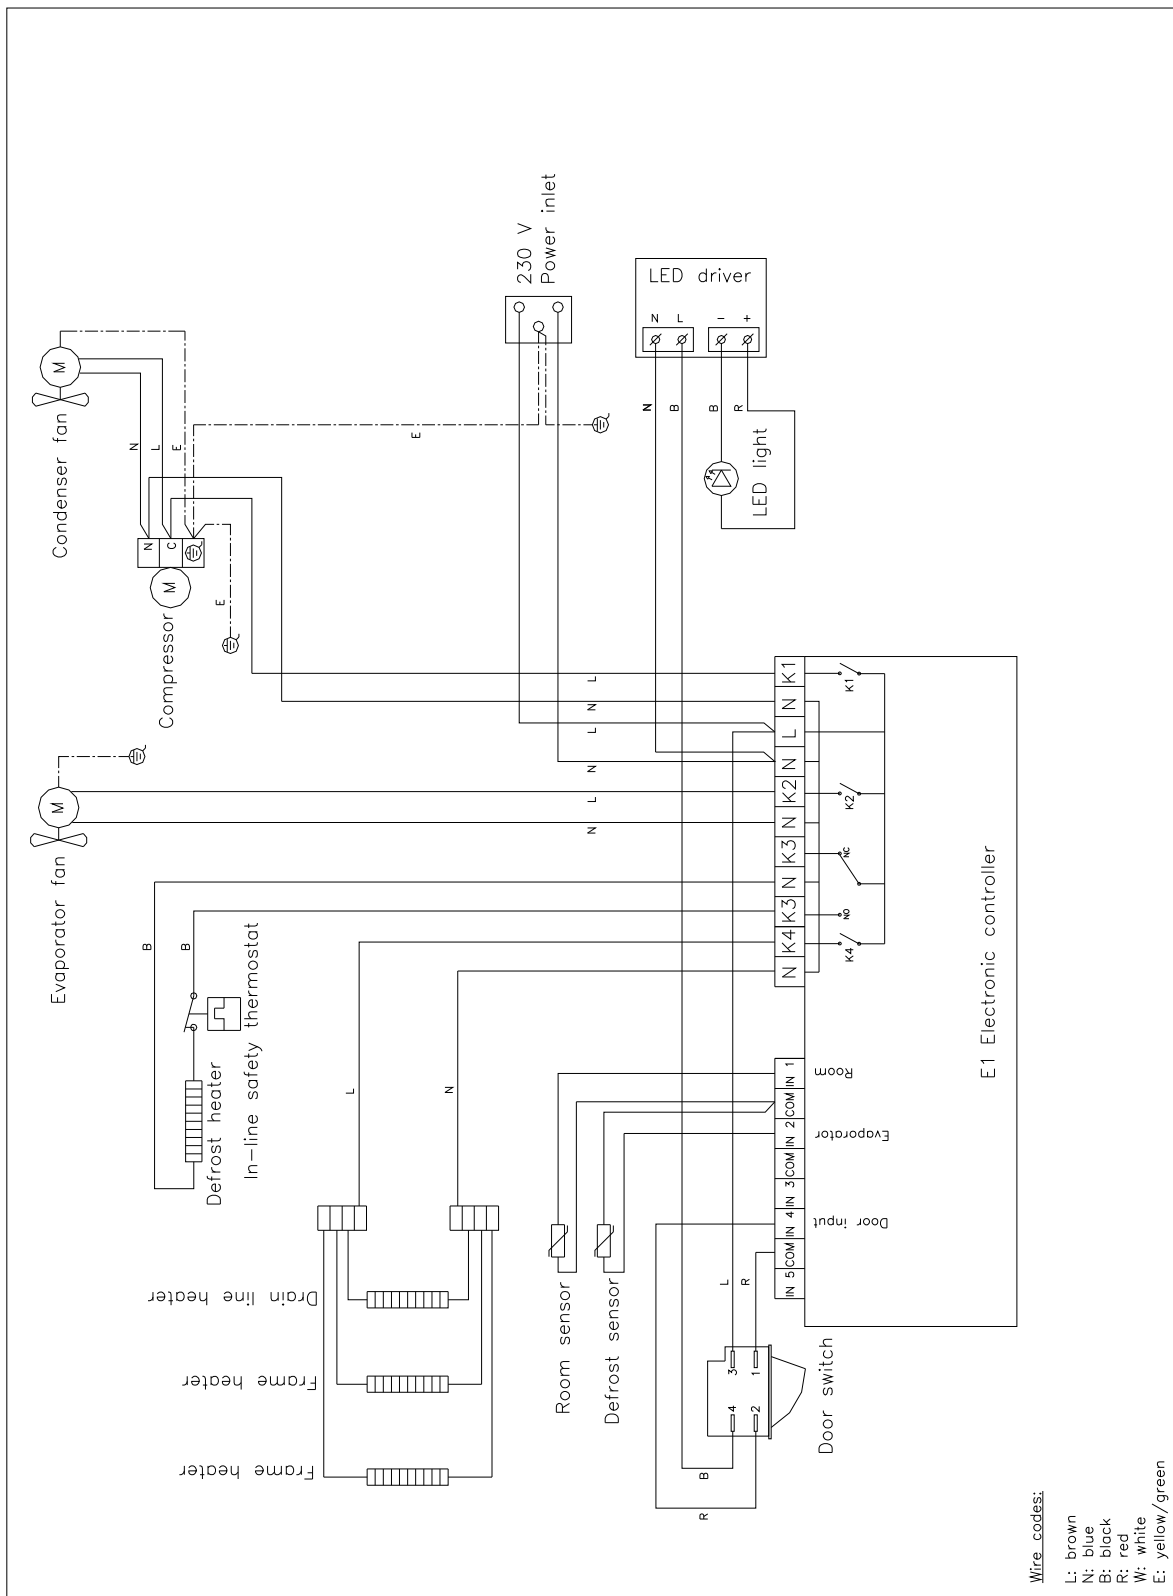 Condenser fan
M
N
L
E
N
C
M
Compressor
E
E
230 V
Power inlet
LED driver
N
L
–
+
N
B
B
R
LED light
Evaporator fan
M
L
N
L
N
L
N
B
B
In–line safety thermostat
Defrost heater
L
N
K1
N
L
N
K2
N
K3
N
K3
K4
N
K1
K2
NC
NO
K4
E1 Electronic controller
IN 1
COM
IN 2
COM
IN 3
IN 4
COM
IN 5
Room
Evaporator
Door input
Drain line heater
Frame heater
Frame heater
Room sensor
Defrost sensor
L
R
3
1
4
2
Door switch
B
R
Wire codes:
L: brown
N: blue
B: black
R: red
W: white
E: yellow/green